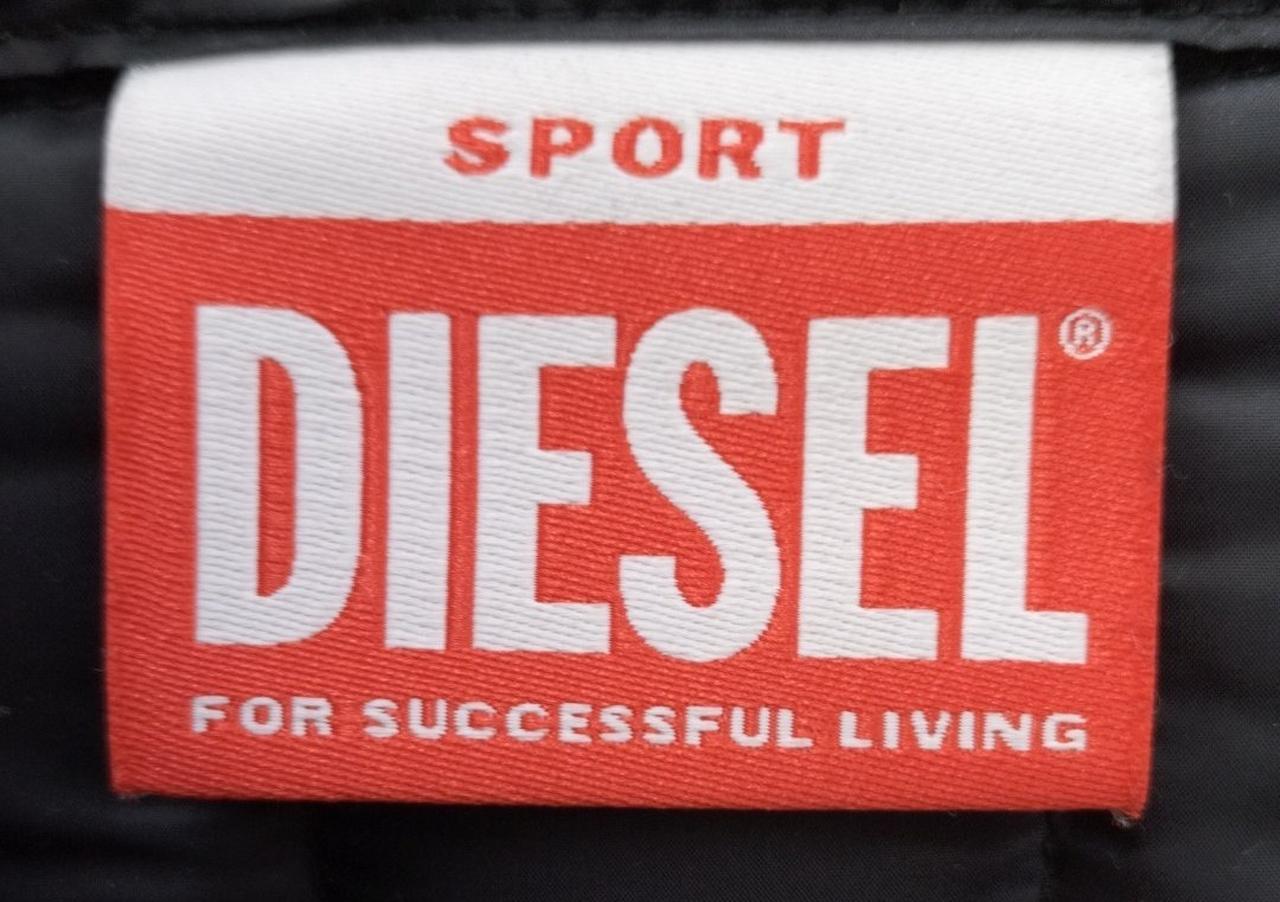 SPORT
DIESEL®
FOR SUCCESSFUL LIVING